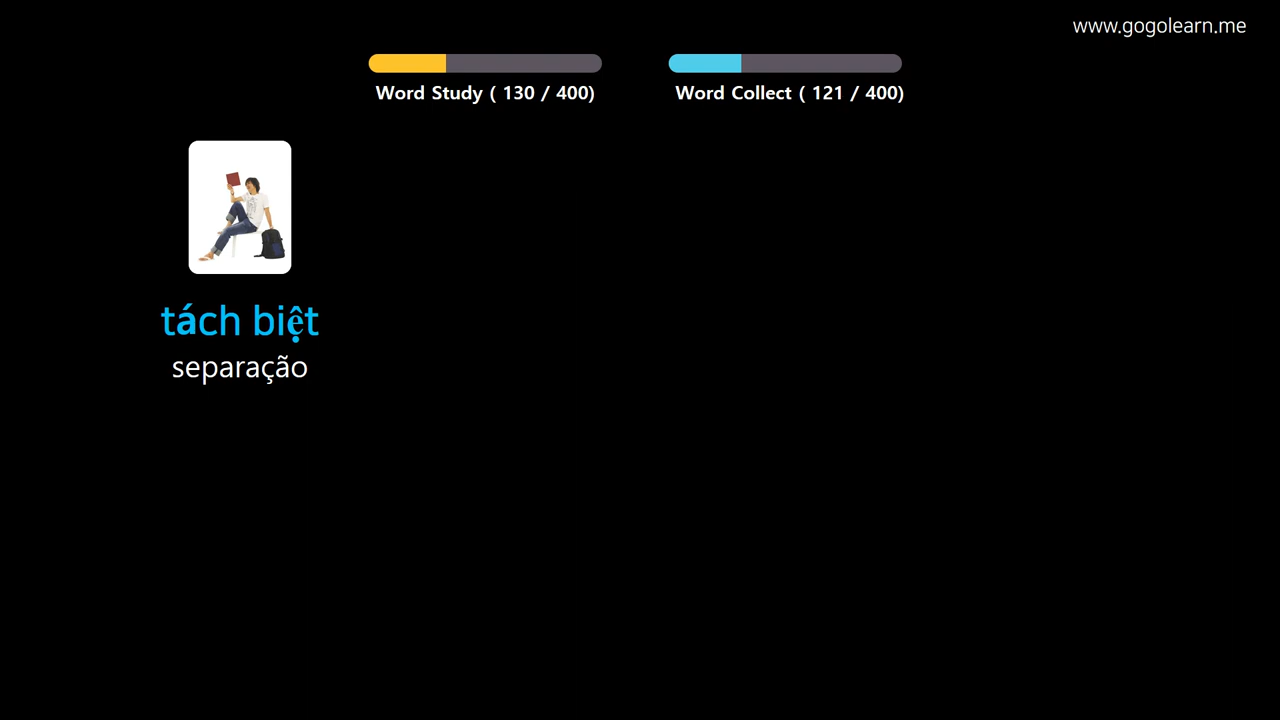 www.gogolearn.me
Word Study ( 130 / 400)
Word Collect ( 121 / 400)
tách biệt
separação